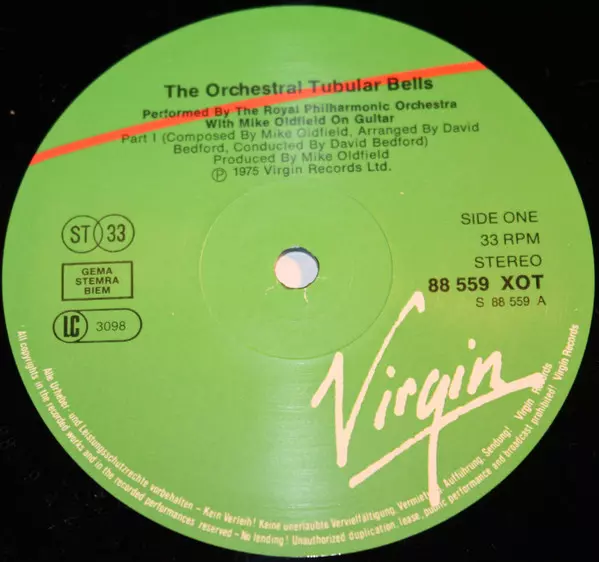 The Orchestral Tubular Bells
Performed By The Royal Philharmonic Orchestra
With Mike Oldfield On Guitar
Part I (Composed By Mike Oldfield, Arranged By David
Bedford, Conducted By David Bedford)
Produced By Mike Oldfield
Ⓟ 1975 Virgin Records Ltd.
ST 33
GEMA
STEMRA
BIEM
LC 3098
SIDE ONE
33 RPM
STEREO
88 559 XOT
S 88 559 A
Virgin
Alle Urheber- und Leistungsschutzrechte vorbehalten - Kein Verleih! Keine unerlaubte Vervielfältigung, Vermietung, Aufführung, Sendung! Virgin Records
All copyrights in the recorded works and in the recorded performances reserved - No lending! Unauthorized duplication, lease, public performance and broadcast prohibited! Virgin Records